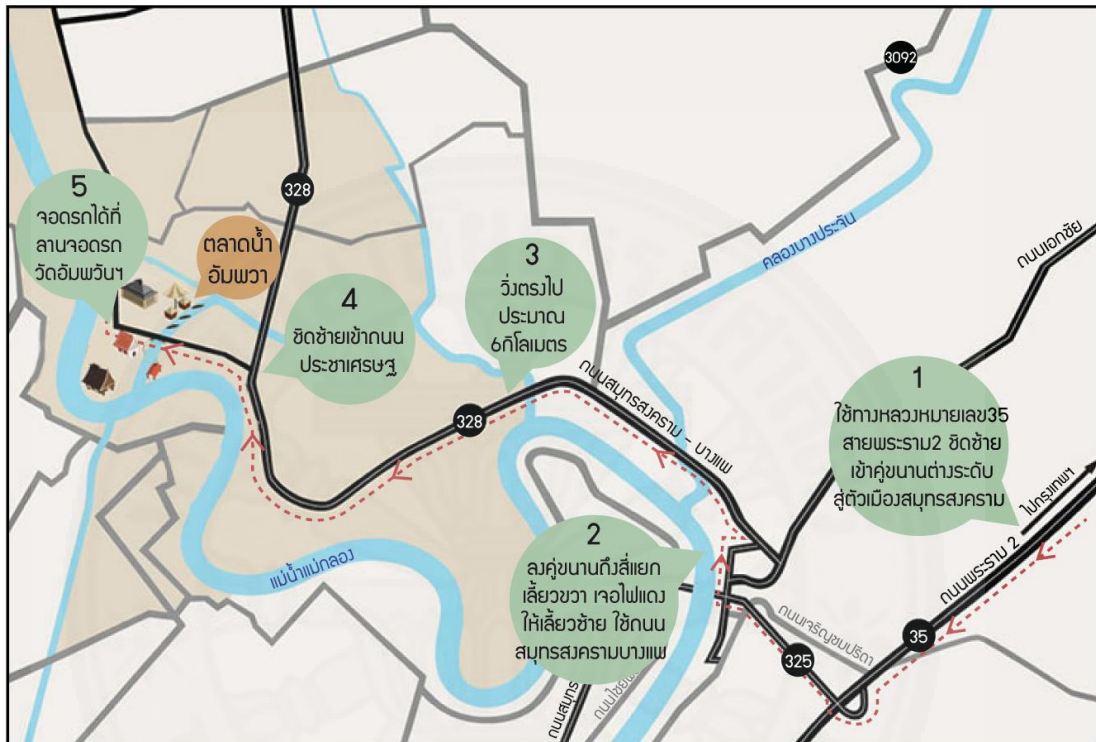 3092
328
5
จอดรถได้ที่
ลานจอดรถ
วัดอัมพวันฯ
ตลาดน้ำ
อัมพวา
4
ชิดซ้ายเข้าถนน
ประชาเศรษฐ
3
วิ่งตรงไป
ประมาณ
6กิโลเมตร
328
คลองบางประจัน
ถนนเอกชัย
ถนนสมุทรสงคราม - บางแพ
1
ใช้ทางหลวงหมายเลข35
สายพระราม2 ชิดซ้าย
เข้าคู่ขนานต่างระดับ
สู่ตัวเมืองสมุทรสงคราม
ไปกรุงเทพฯ
ถนนพระราม 2
แม่น้ำแม่กลอง
2
ลงคู่ขนานถึงสี่แยก
เลี้ยวขวา เจอไฟแดง
ให้เลี้ยวซ้าย ใช้ถนน
สมุทรสงครามบางแพ
ถนนเจริญชมปรีดา
35
325
ถนนสมุทร